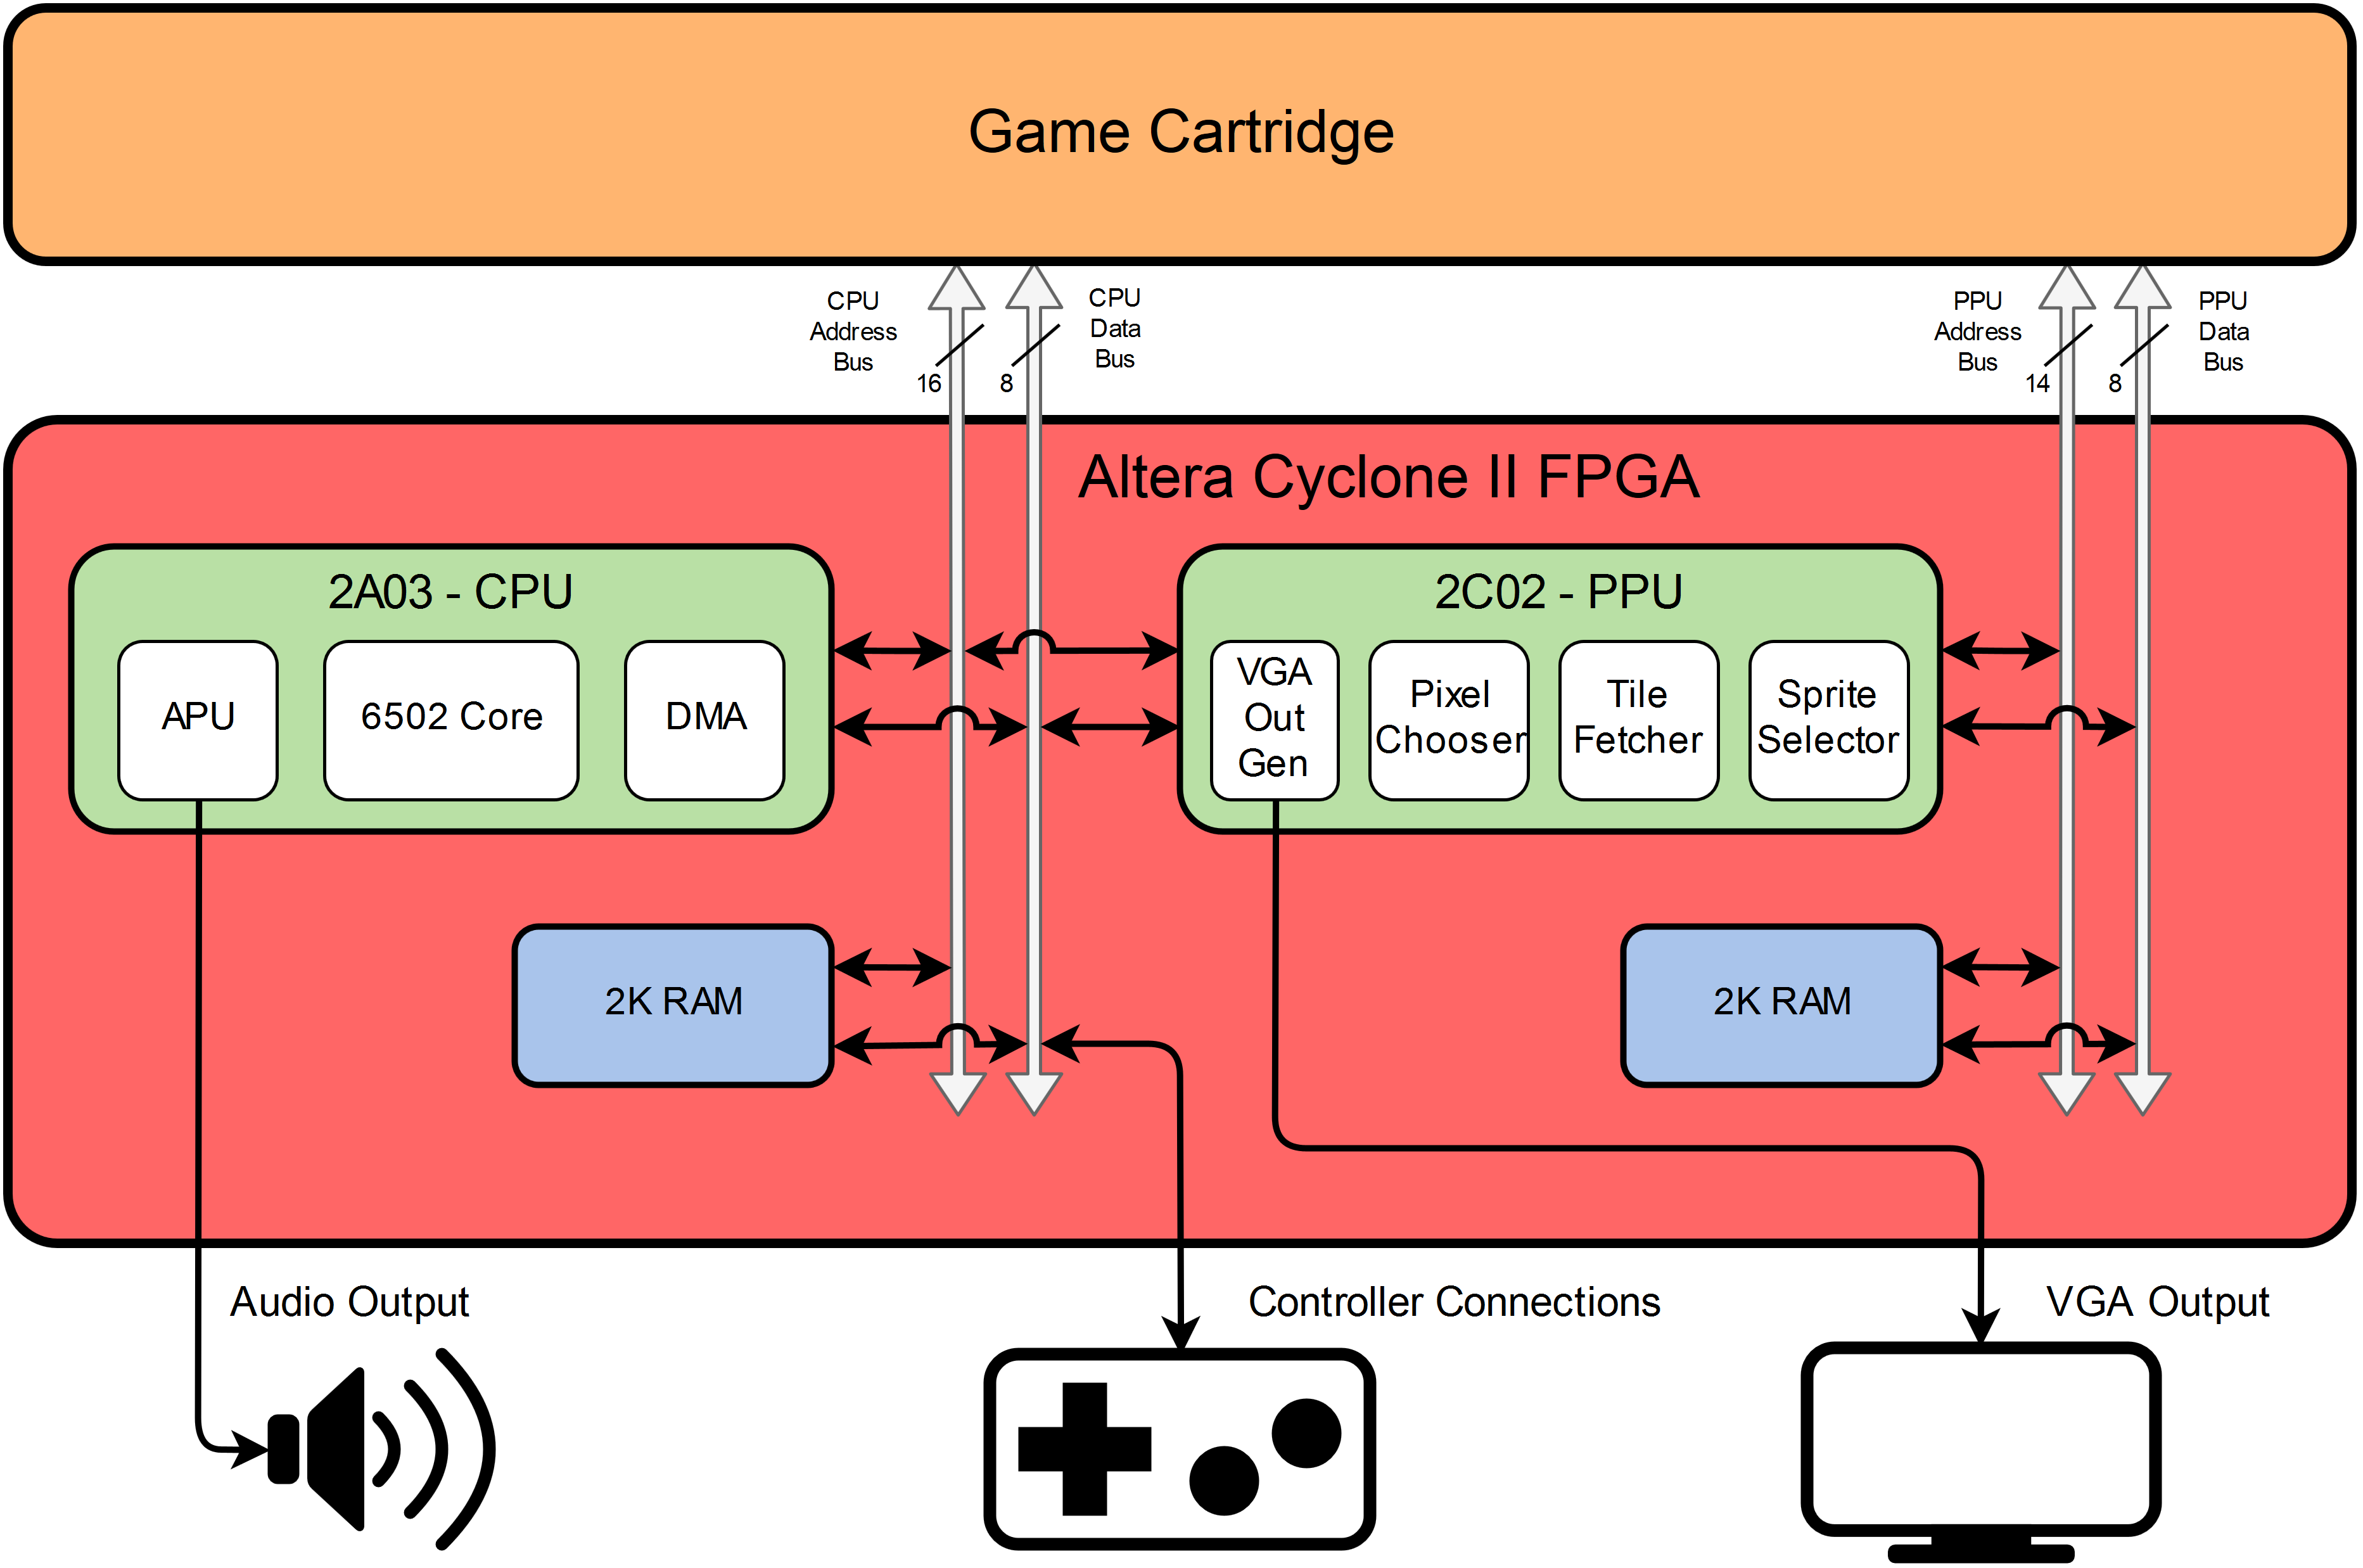 Game Cartridge
CPU
Address
Bus
16
8
CPU
Data
Bus
PPU
Address
Bus
14
8
PPU
Data
Bus
Altera Cyclone II FPGA
2A03 - CPU
APU
6502 Core
DMA
2C02 - PPU
VGA
Out
Gen
Pixel
Chooser
Tile
Fetcher
Sprite
Selector
2K RAM
2K RAM
Audio Output
Controller Connections
VGA Output